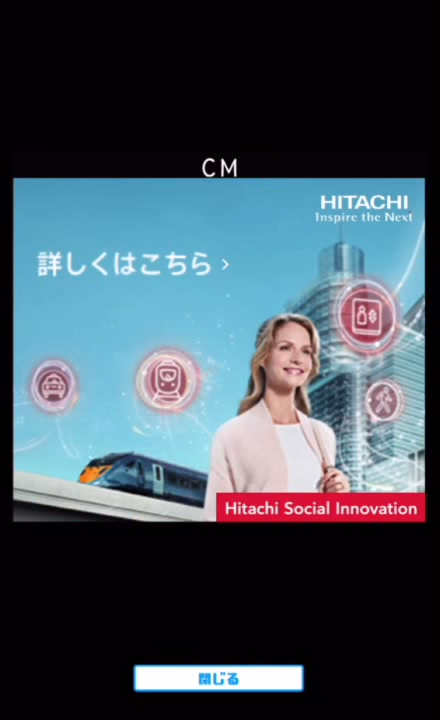 CM
HITACHI
Inspire the Next
詳しくはこちら >
Hitachi Social Innovation
閉じる